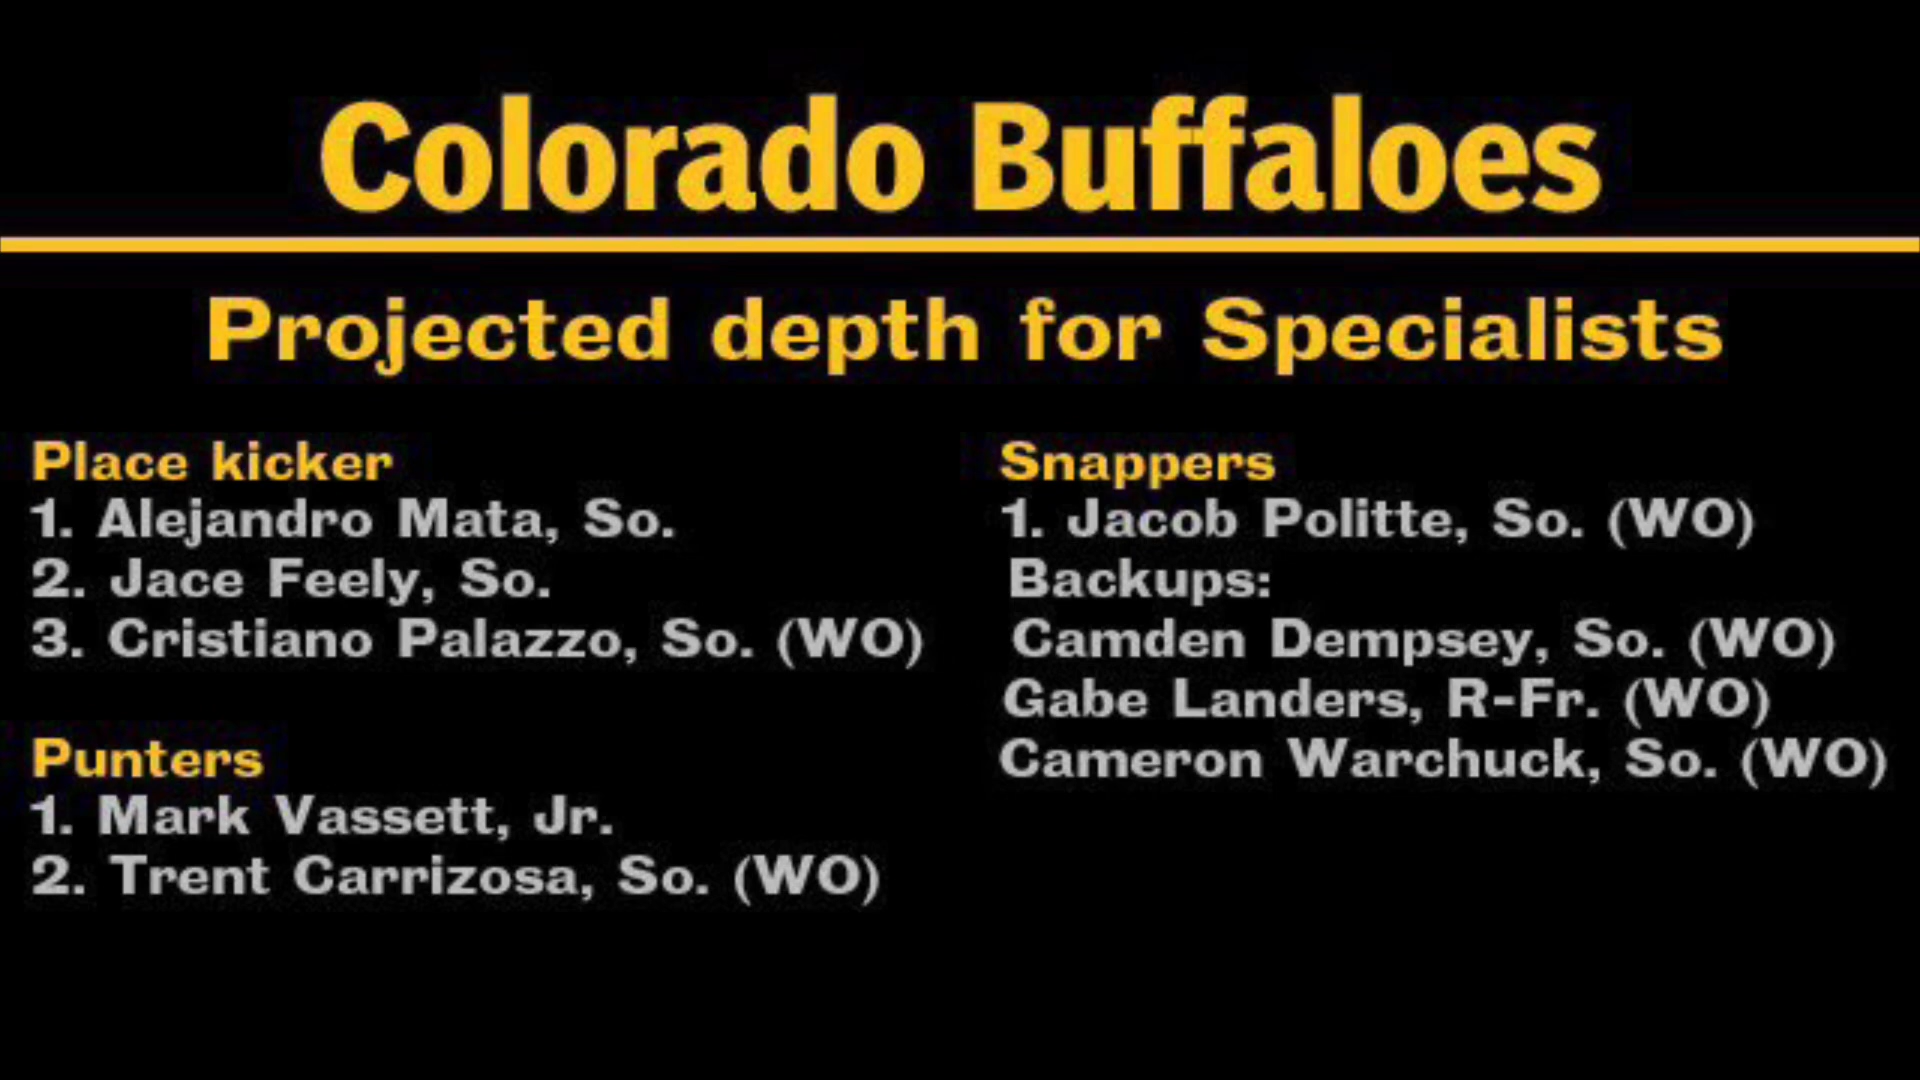 Colorado Buffaloes
Projected depth for Specialists
Place kicker
1. Alejandro Mata, So.
2. Jace Feely, So.
3. Cristiano Palazzo, So. (WO)
Punters
1. Mark Vassett, Jr.
2. Trent Carrizosa, So. (WO)
Snappers
1. Jacob Politte, So. (WO)
Backups:
Camden Dempsey, So. (WO)
Gabe Landers, R-Fr. (WO)
Cameron Warchuck, So. (WO)